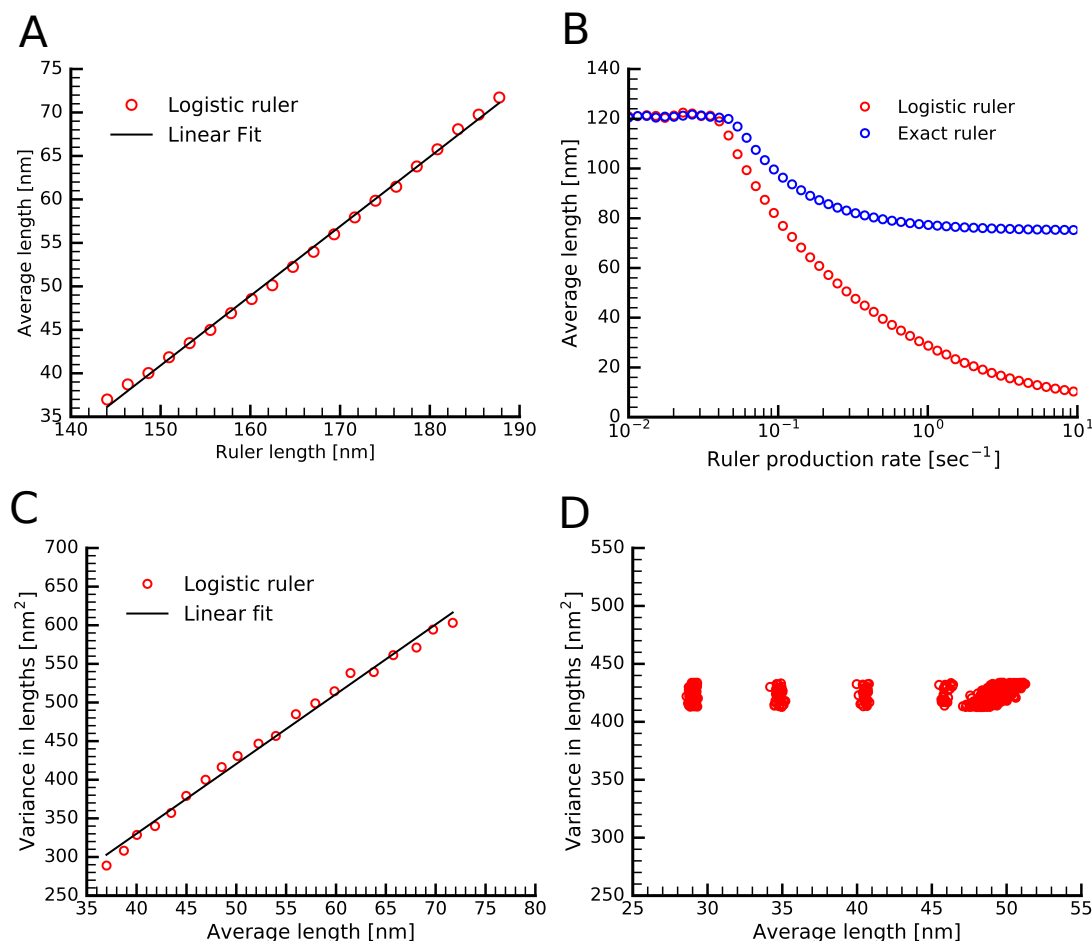 A
75
70
65
60
55
50
45
40
35
Average length [nm]
Logistic ruler
Linear Fit
140 150 160 170 180 190
Ruler length [nm]
B
140
120
100
80
60
40
20
0
Average length [nm]
Logistic ruler
Exact ruler
10⁻² 10⁻¹ 10⁰ 10¹
Ruler production rate [sec⁻¹]
C
700
650
600
550
500
450
400
350
300
250
Variance in lengths [nm²]
Logistic ruler
Linear fit
35 40 45 50 55 60 65 70 75 80
Average length [nm]
D
550
500
450
400
350
300
250
Variance in lengths [nm²]
25 30 35 40 45 50 55
Average length [nm]